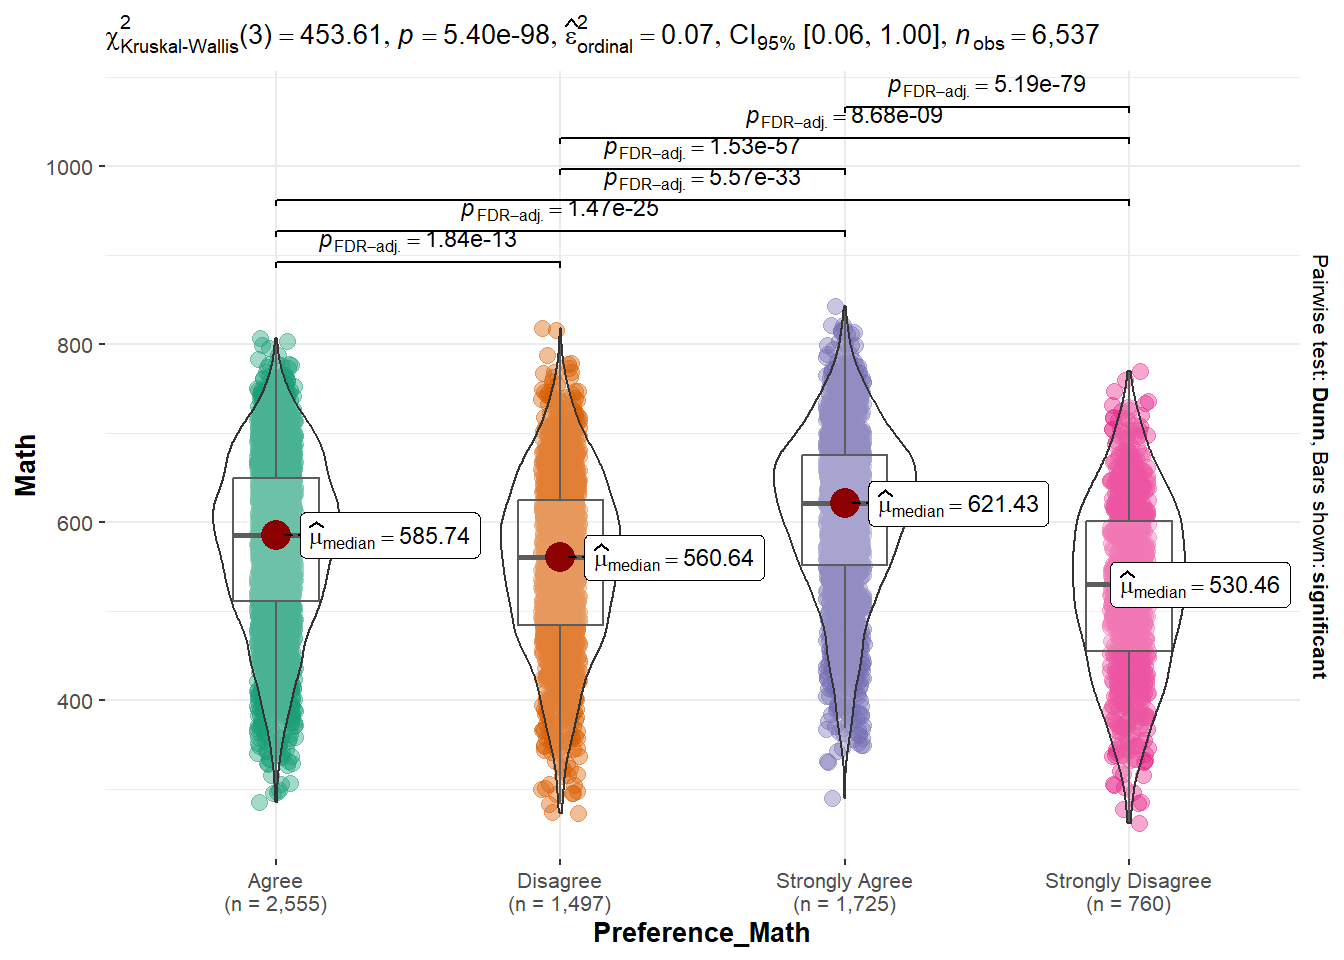 χ²Kruskal-Wallis(3) = 453.61, p = 5.40e-98, ε̂²ordinal = 0.07, CI95% [0.06, 1.00], nobs = 6,537
pFDR−adj. = 5.19e-79
pFDR−adj. = 8.68e-09
pFDR−adj. = 1.53e-57
pFDR−adj. = 5.57e-33
pFDR−adj. = 1.47e-25
pFDR−adj. = 1.84e-13
1000
800
600
400
Math
μ̂median = 585.74
μ̂median = 560.64
μ̂median = 621.43
μ̂median = 530.46
Pairwise test: Dunn, Bars shown: significant
Agree
(n = 2,555)
Disagree
(n = 1,497)
Strongly Agree
(n = 1,725)
Strongly Disagree
(n = 760)
Preference_Math